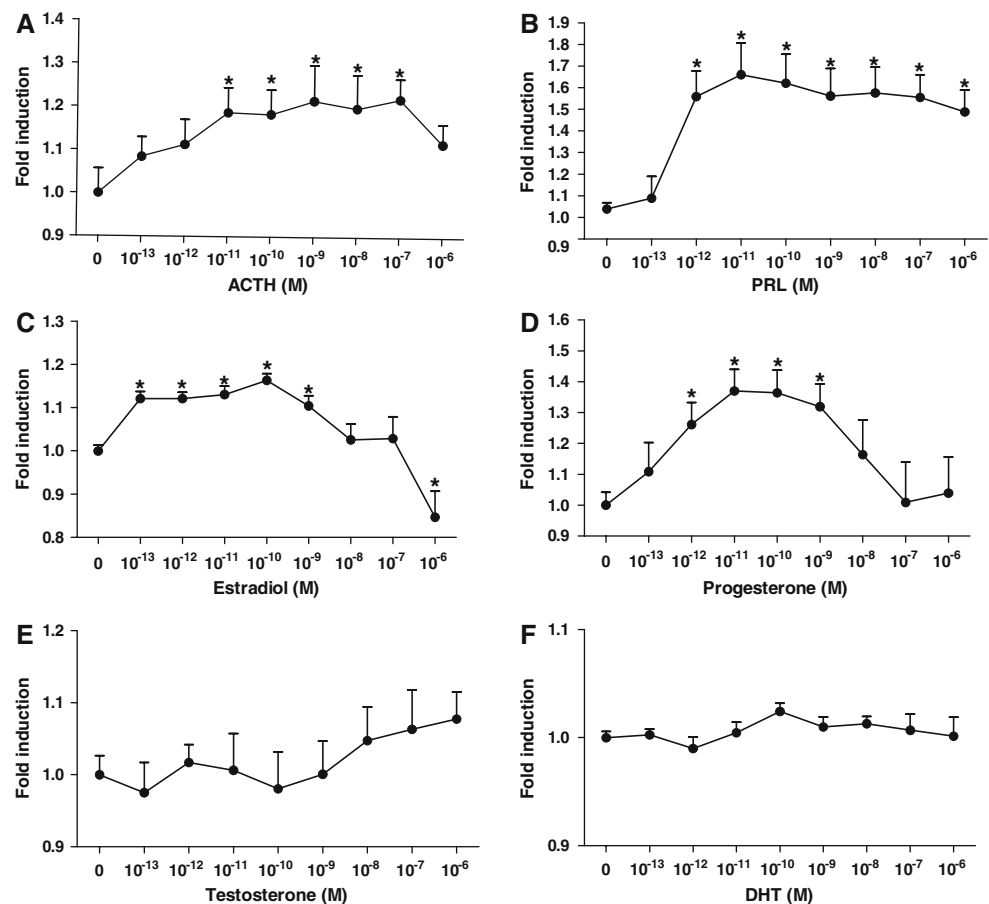 A
Fold induction
1.4
1.3
1.2
1.1
1.0
0.9
* * * * *
0 10-13 10-12 10-11 10-10 10-9 10-8 10-7 10-6
ACTH (M)
B
Fold induction
1.9
1.8
1.7
1.6
1.5
1.4
1.3
1.2
1.1
1.0
0.9
* * * * * * *
0 10-13 10-12 10-11 10-10 10-9 10-8 10-7 10-6
PRL (M)
C
Fold induction
1.3
1.2
1.1
1.0
0.9
0.8
* * * * * *
0 10-13 10-12 10-11 10-10 10-9 10-8 10-7 10-6
Estradiol (M)
D
Fold induction
1.6
1.5
1.4
1.3
1.2
1.1
1.0
0.9
* * * *
0 10-13 10-12 10-11 10-10 10-9 10-8 10-7 10-6
Progesterone (M)
E
Fold induction
1.2
1.1
1.0
0.9
0 10-13 10-12 10-11 10-10 10-9 10-8 10-7 10-6
Testosterone (M)
F
Fold induction
1.1
1.0
0.9
0 10-13 10-12 10-11 10-10 10-9 10-8 10-7 10-6
DHT (M)